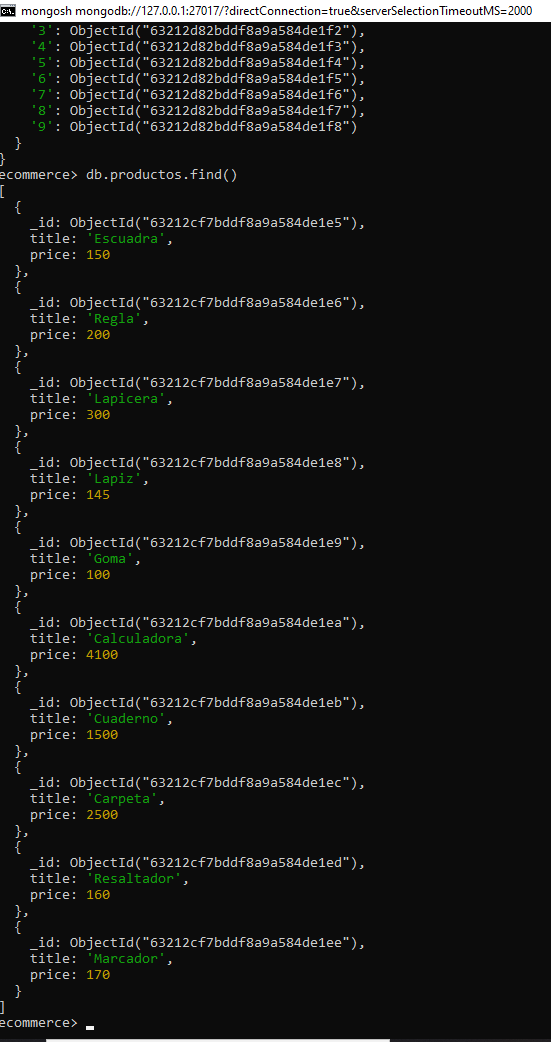 mongosh mongodb://127.0.0.1:27017/?directConnection=true&serverSelectionTimeoutMS=2000
'3': ObjectId("63212d82bddf8a9a584de1f2"),
'4': ObjectId("63212d82bddf8a9a584de1f3"),
'5': ObjectId("63212d82bddf8a9a584de1f4"),
'6': ObjectId("63212d82bddf8a9a584de1f5"),
'7': ObjectId("63212d82bddf8a9a584de1f6"),
'8': ObjectId("63212d82bddf8a9a584de1f7"),
'9': ObjectId("63212d82bddf8a9a584de1f8")
}
}
ecommerce> db.productos.find()
[
{
_id: ObjectId("63212cf7bddf8a9a584de1e5"),
title: 'Escuadra',
price: 150
},
{
_id: ObjectId("63212cf7bddf8a9a584de1e6"),
title: 'Regla',
price: 200
},
{
_id: ObjectId("63212cf7bddf8a9a584de1e7"),
title: 'Lapicera',
price: 300
},
{
_id: ObjectId("63212cf7bddf8a9a584de1e8"),
title: 'Lapiz',
price: 145
},
{
_id: ObjectId("63212cf7bddf8a9a584de1e9"),
title: 'Goma',
price: 100
},
{
_id: ObjectId("63212cf7bddf8a9a584de1ea"),
title: 'Calculadora',
price: 4100
},
{
_id: ObjectId("63212cf7bddf8a9a584de1eb"),
title: 'Cuaderno',
price: 1500
},
{
_id: ObjectId("63212cf7bddf8a9a584de1ec"),
title: 'Carpeta',
price: 2500
},
{
_id: ObjectId("63212cf7bddf8a9a584de1ed"),
title: 'Resaltador',
price: 160
},
{
_id: ObjectId("63212cf7bddf8a9a584de1ee"),
title: 'Marcador',
price: 170
}
]
ecommerce>